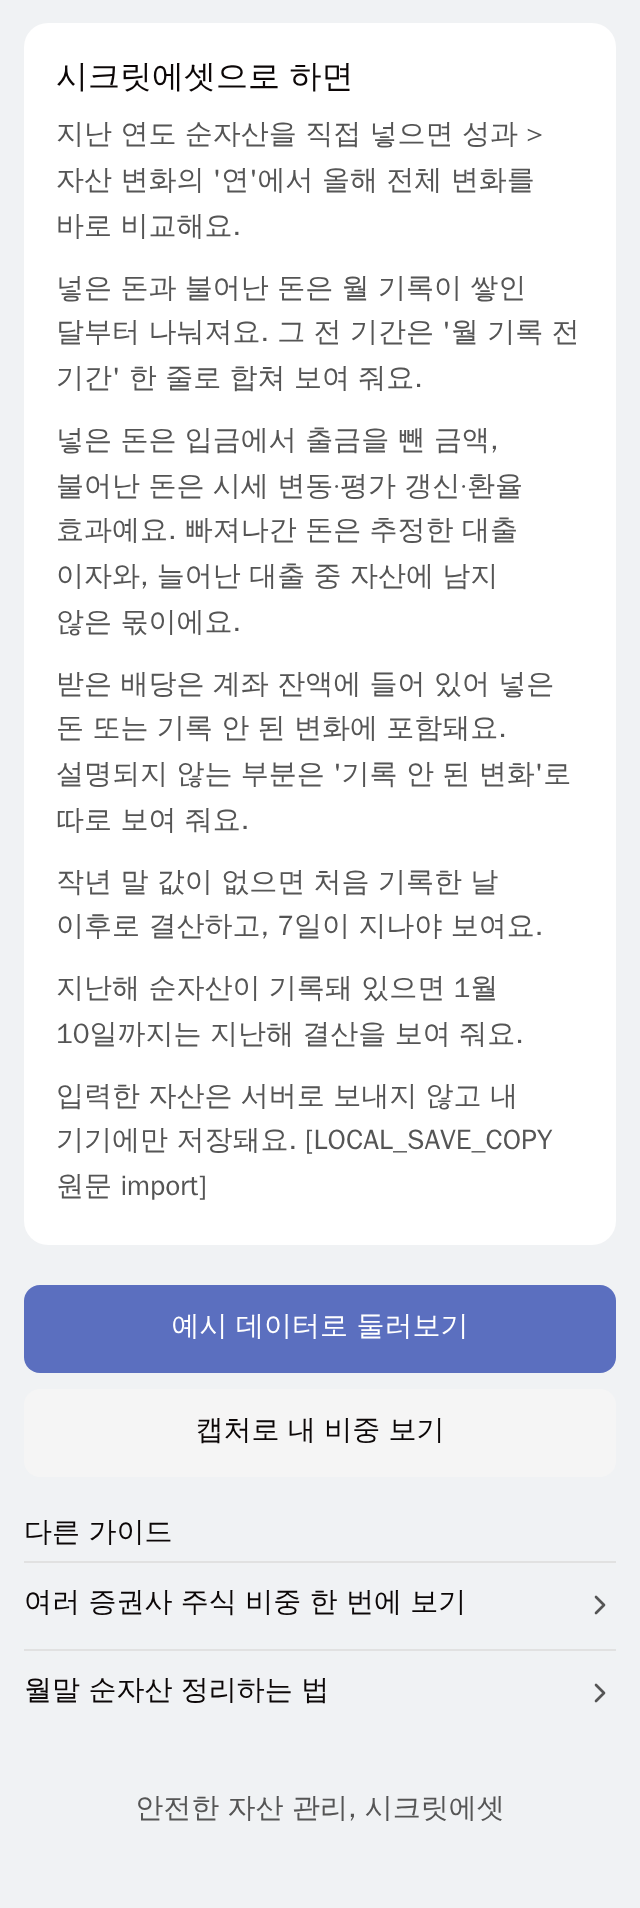 시크릿에셋으로 하면
지난 연도 순자산을 직접 넣으면 성과 >
자산 변화의 '연'에서 올해 전체 변화를
바로 비교해요.
넣은 돈과 불어난 돈은 월 기록이 쌓인
달부터 나눠져요. 그 전 기간은 '월 기록 전
기간' 한 줄로 합쳐 보여 줘요.
넣은 돈은 입금에서 출금을 뺀 금액,
불어난 돈은 시세 변동·평가 갱신·환율
효과예요. 빠져나간 돈은 추정한 대출
이자와, 늘어난 대출 중 자산에 남지
않은 몫이에요.
받은 배당은 계좌 잔액에 들어 있어 넣은
돈 또는 기록 안 된 변화에 포함돼요.
설명되지 않는 부분은 '기록 안 된 변화'로
따로 보여 줘요.
작년 말 값이 없으면 처음 기록한 날
이후로 결산하고, 7일이 지나야 보여요.
지난해 순자산이 기록돼 있으면 1월
10일까지는 지난해 결산을 보여 줘요.
입력한 자산은 서버로 보내지 않고 내
기기에만 저장돼요. [LOCAL_SAVE_COPY
원문 import]
예시 데이터로 둘러보기
캡처로 내 비중 보기
다른 가이드
여러 증권사 주식 비중 한 번에 보기
월말 순자산 정리하는 법
안전한 자산 관리, 시크릿에셋